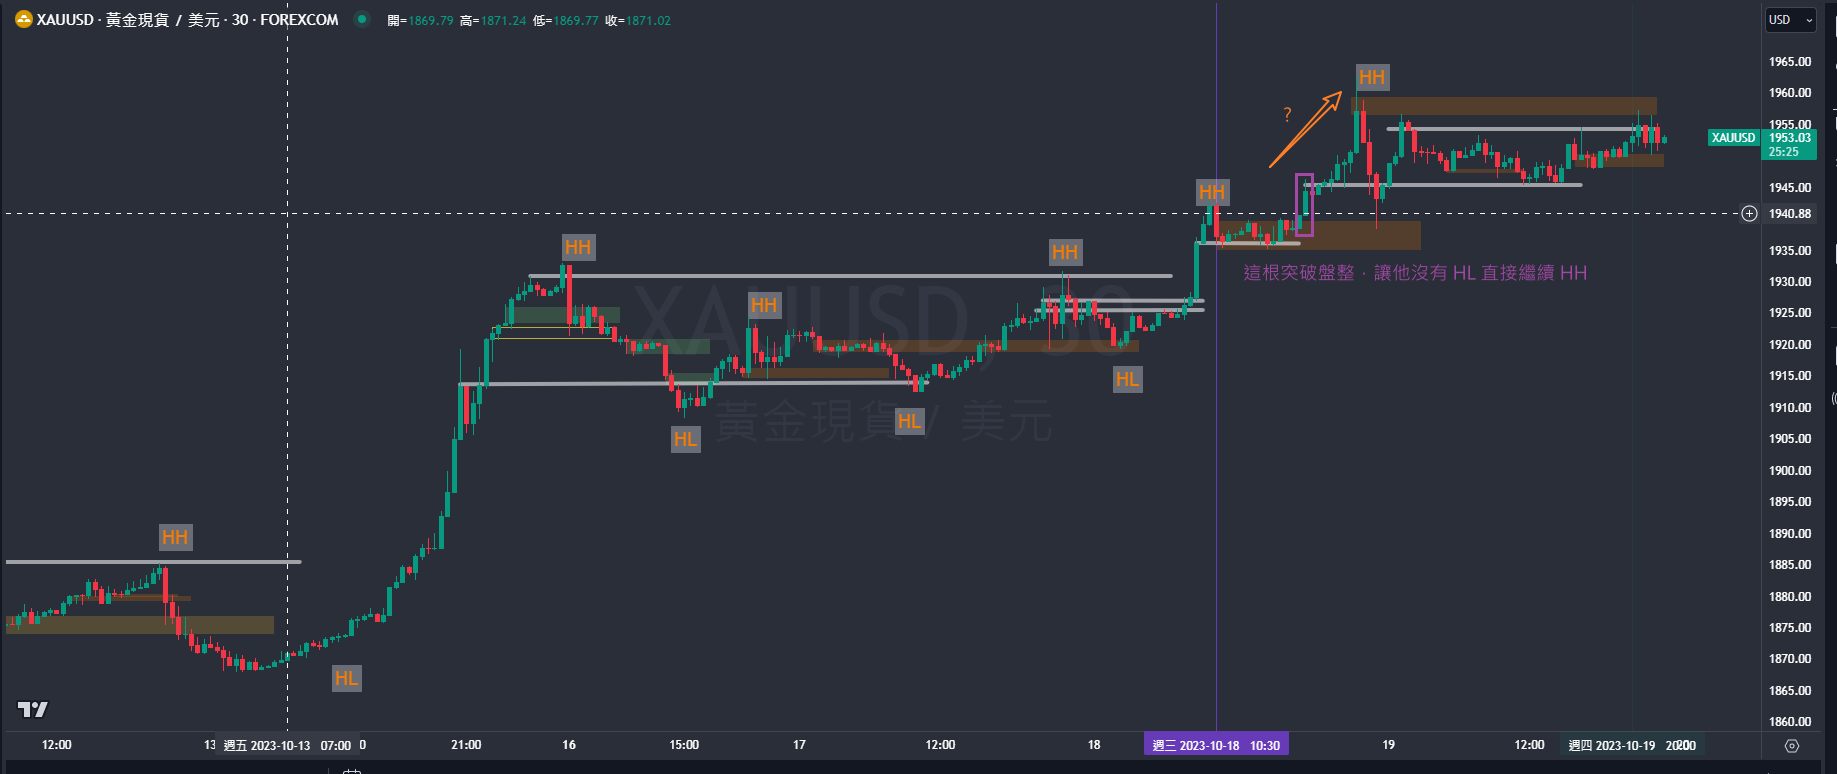 XAUUSD · 黃金現貨 / 美元 · 30 · FOREXCOM
開=1869.79 高=1871.24 低=1869.77 收=1871.02
USD
1965.00
1960.00
1955.00
XAUUSD 1953.03
25:25
1945.00
1940.88
1935.00
1930.00
1925.00
1920.00
1915.00
1910.00
1905.00
1900.00
1895.00
1890.00
1885.00
1880.00
1875.00
1870.00
1865.00
1860.00
HH
?
HH
HH
HH
HH
這根突破盤整，讓他沒有 HL 直接繼續 HH
XAUUSD, 30
黃金現貨 / 美元
HL
HL
HL
HH
HL
12:00
週五 2023-10-13 07:00
21:00
16
15:00
17
12:00
18
週三 2023-10-18 10:30
19
12:00
週四 2023-10-19